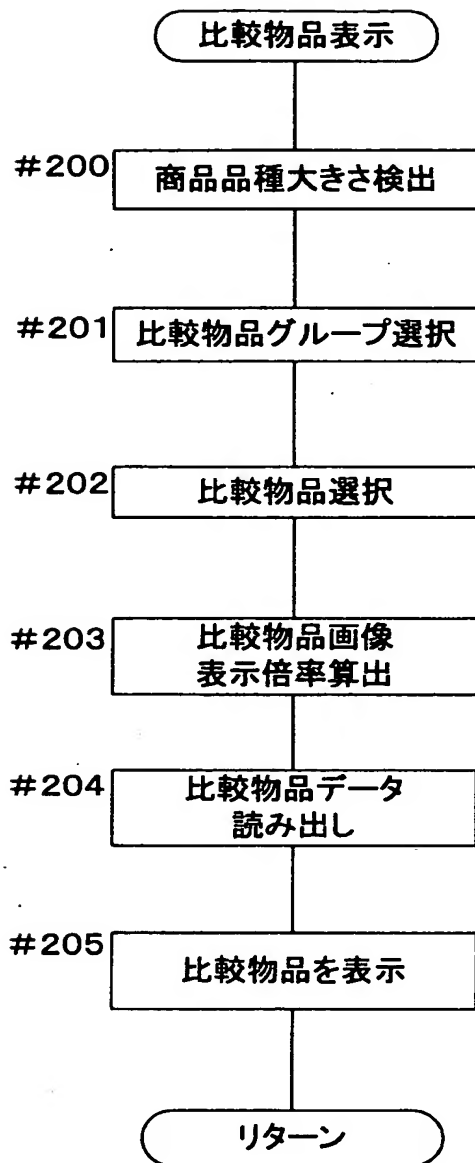 比較物品表示
#200
商品品種大きさ検出
#201
比較物品グループ選択
#202
比較物品選択
#203
比較物品画像
表示倍率算出
#204
比較物品データ
読み出し
#205
比較物品を表示
リターン